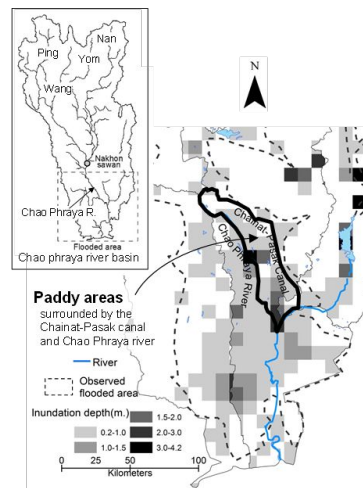 Nan
Ping
Yom
Wang
Nakhon
sawan
Chao Phraya R.
Flooded area
Chao phraya river basin
N
Chainat-Pasak Canal
Chao Phraya River
Paddy areas
surrounded by the
Chainat-Pasak canal
and Chao Phraya river
River
Observed
flooded area
Inundation depth(m.)
1.5-2.0
0.2-1.0
2.0-3.0
1.0-1.5
3.0-4.2
0 25 50 100
Kilometers